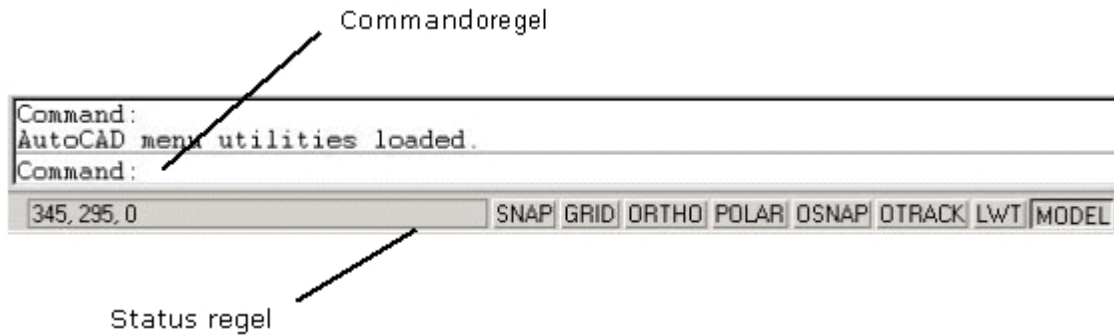 Commandoregel
Command:
AutoCAD menu utilities loaded.
Command:
345, 295, 0 SNAP GRID ORTHO POLAR OSNAP OTRACK LWT MODEL
Status regel